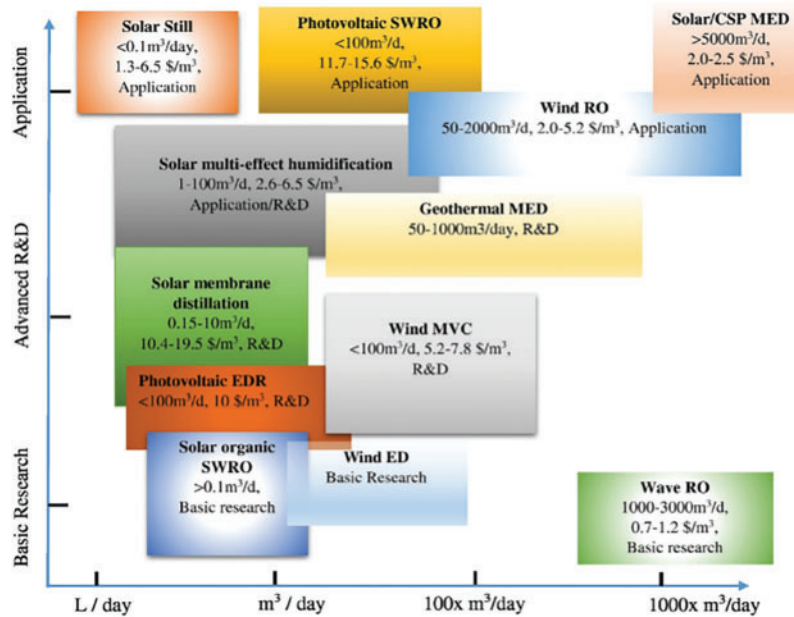 Solar Still
<0.1m³/day,
1.3-6.5 $/m³,
Application
Photovoltaic SWRO
<100m³/d,
11.7-15.6 $/m³,
Application
Solar/CSP MED
>5000m³/d,
2.0-2.5 $/m³,
Application
Wind RO
50-2000m³/d, 2.0-5.2 $/m³, Application
Solar multi-effect humidification
1-100m³/d, 2.6-6.5 $/m³,
Application/R&D
Geothermal MED
50-1000m3/day, R&D
Solar membrane
distillation
0.15-10m³/d,
10.4-19.5 $/m³, R&D
Wind MVC
<100m³/d, 5.2-7.8 $/m³,
R&D
Photovoltaic EDR
<100m³/d, 10 $/m³, R&D
Solar organic
SWRO
>0.1m³/d,
Basic research
Wind ED
Basic Research
Wave RO
1000-3000m³/d,
0.7-1.2 $/m³,
Basic research
Application
Advanced R&D
Basic Research
L / day
m³ / day
100x m³/day
1000x m³/day